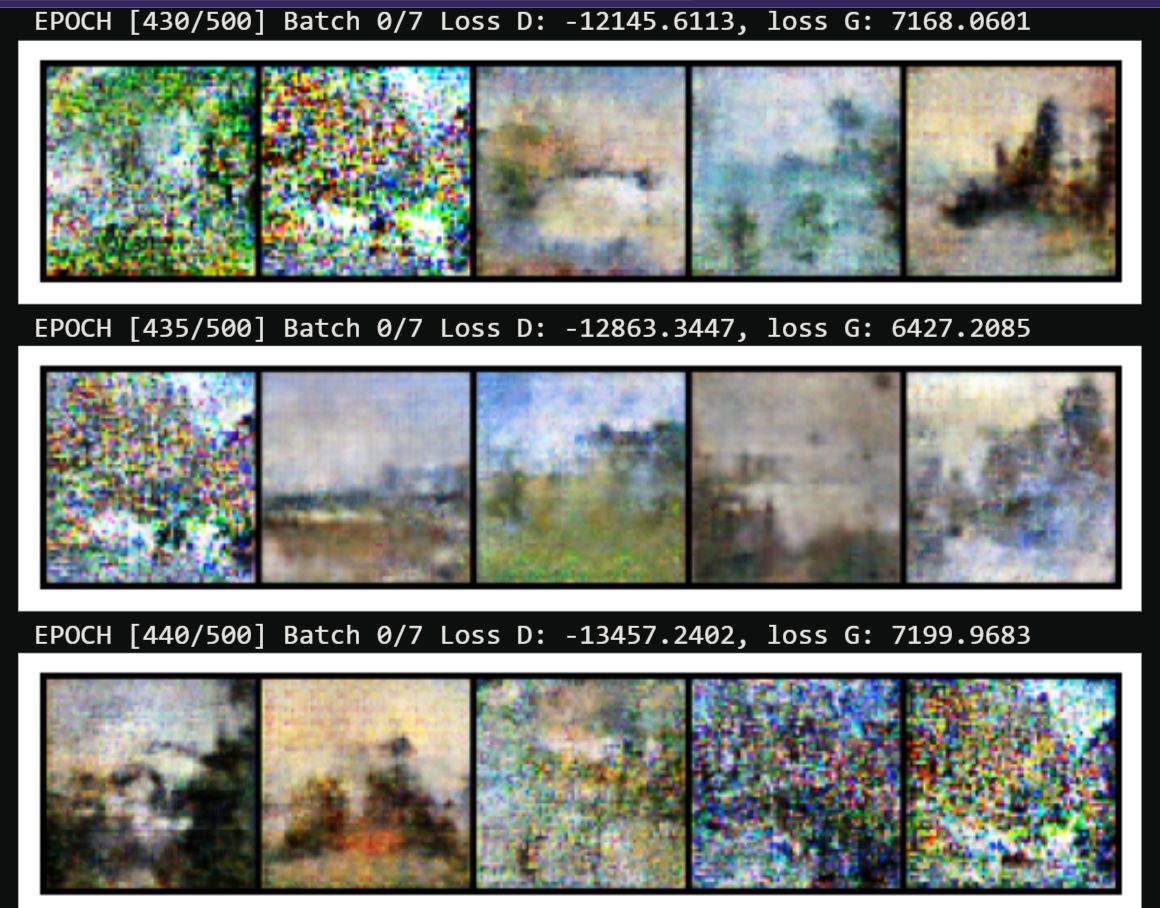 EPOCH [430/500] Batch 0/7 Loss D: -12145.6113, loss G: 7168.0601
EPOCH [435/500] Batch 0/7 Loss D: -12863.3447, loss G: 6427.2085
EPOCH [440/500] Batch 0/7 Loss D: -13457.2402, loss G: 7199.9683